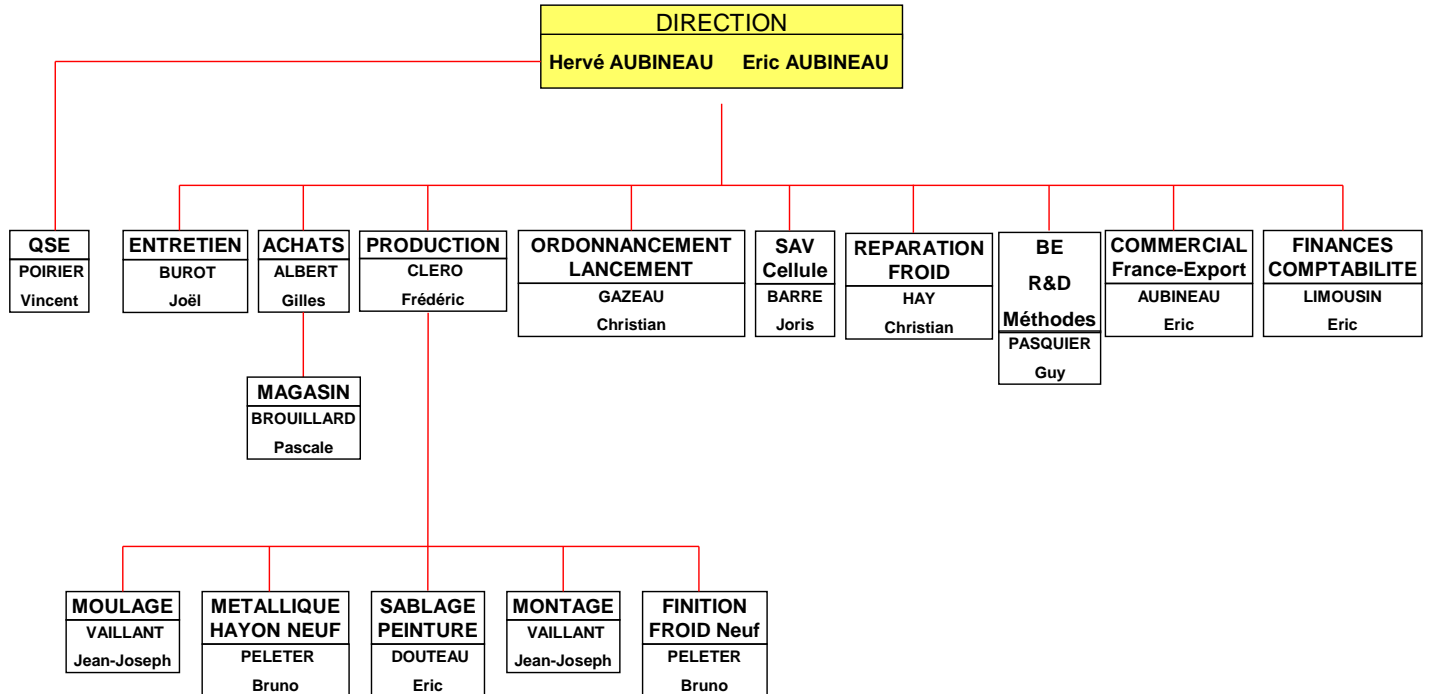 DIRECTION
Hervé AUBINEAU Eric AUBINEAU
QSE
POIRIER
Vincent
ENTRETIEN
BUROT
Joël
ACHATS
ALBERT
Gilles
PRODUCTION
CLERO
Frédéric
ORDONNANCEMENT
LANCEMENT
GAZEAU
Christian
SAV
Cellule
BARRE
Joris
REPARATION
FROID
HAY
Christian
BE
R&D
Méthodes
PASQUIER
Guy
COMMERCIAL
France-Export
AUBINEAU
Eric
FINANCES
COMPTABILITE
LIMOUSIN
Eric
MAGASIN
BROUILLARD
Pascale
MOULAGE
VAILLANT
Jean-Joseph
METALLIQUE
HAYON NEUF
PELETER
Bruno
SABLAGE
PEINTURE
DOUTEAU
Eric
MONTAGE
VAILLANT
Jean-Joseph
FINITION
FROID Neuf
PELETER
Bruno